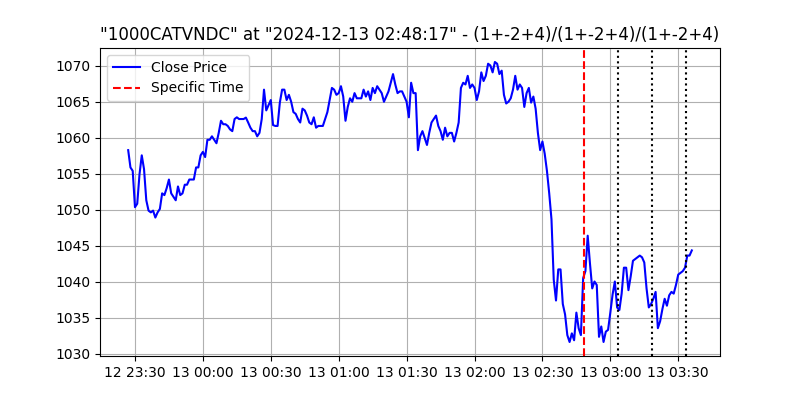 "1000CATVNDC" at "2024-12-13 02:48:17" - (1+-2+4)/(1+-2+4)/(1+-2+4)
Close Price
Specific Time
1070
1065
1060
1055
1050
1045
1040
1035
1030
12 23:30 13 00:00 13 00:30 13 01:00 13 01:30 13 02:00 13 02:30 13 03:00 13 03:30